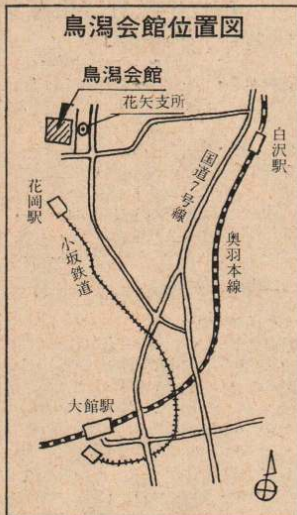 鳥潟会館位置図
鳥潟会館
花矢支所
白沢駅
国道7号線
花岡駅
小坂鉄道
奥羽本線
大館駅